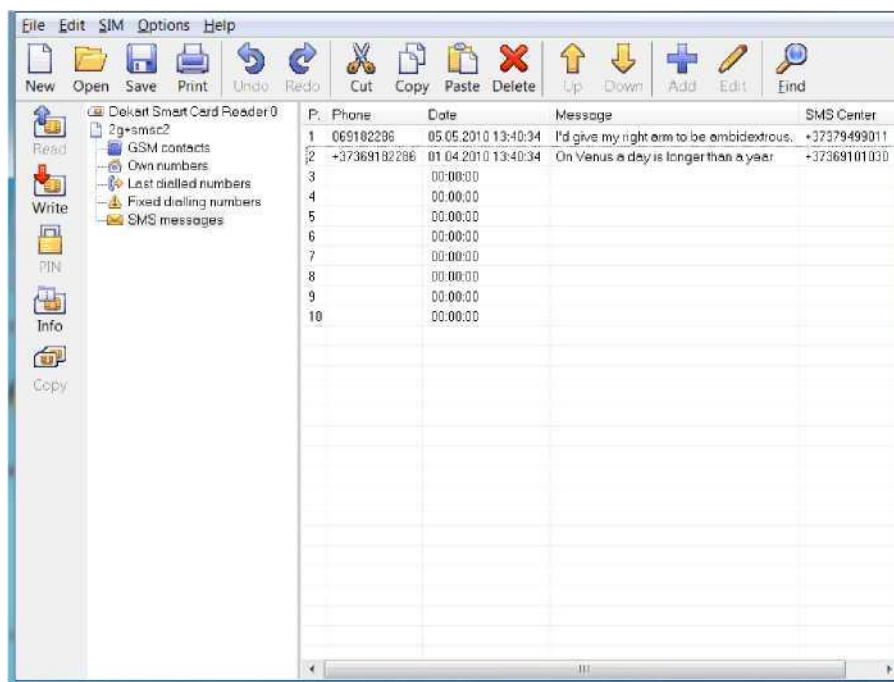 File Edit SIM Options Help
New Open Save Print Undo Redo Cut Copy Paste Delete Up Down Add Edit Find
Read
Write
PIN
Info
Copy
Dekart Smart Card Reader 0
2g+smsc2
GSM contacts
Own numbers
Last dialled numbers
Fixed dialling numbers
SMS messages
P. Phone Date Message SMS Center
1 069182286 05.05.2010 13:40:34 I'd give my right arm to be ambidextrous. +37379499011
2 +37369182286 01.04.2010 13:40:34 On Venus a day is longer than a year +37369101030
3 00:00:00
4 00:00:00
5 00:00:00
6 00:00:00
7 00:00:00
8 00:00:00
9 00:00:00
10 00:00:00